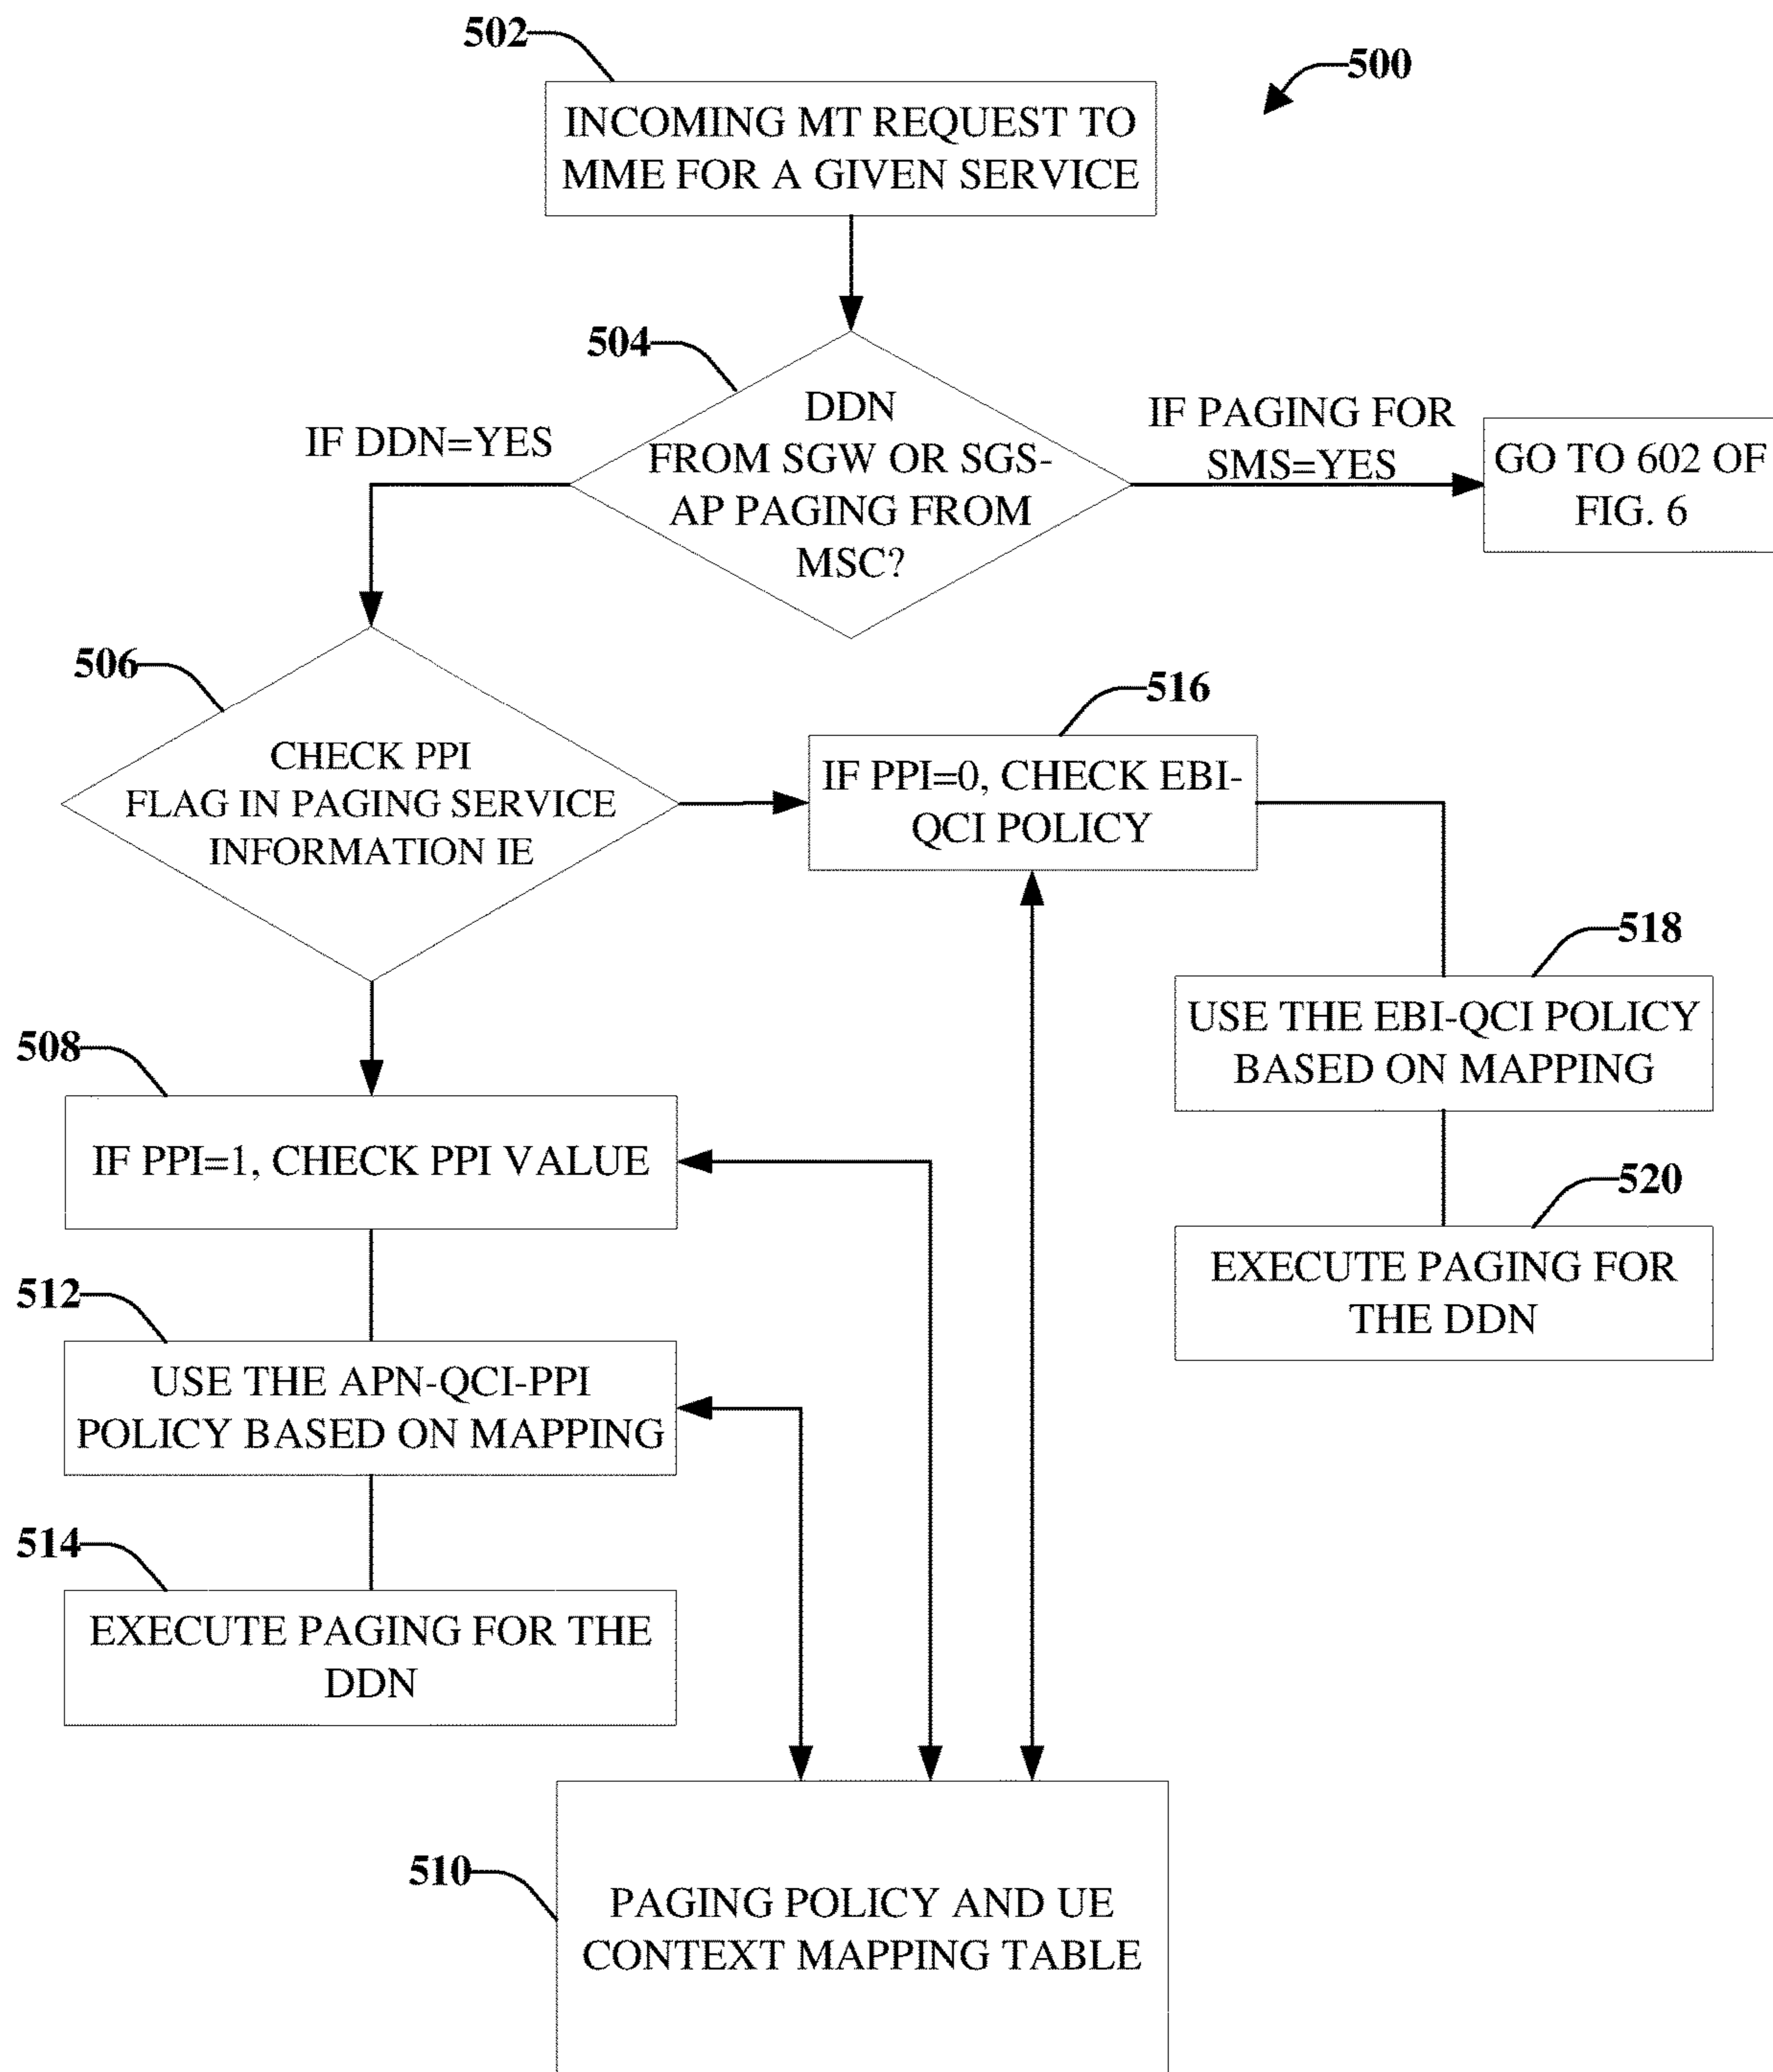 502
500
INCOMING MT REQUEST TO
MME FOR A GIVEN SERVICE
504
DDN
FROM SGW OR SGS-
AP PAGING FROM
MSC?
IF DDN=YES
IF PAGING FOR
SMS=YES
GO TO 602 OF
FIG. 6
506
CHECK PPI
FLAG IN PAGING SERVICE
INFORMATION IE
516
IF PPI=0, CHECK EBI-
QCI POLICY
518
USE THE EBI-QCI POLICY
BASED ON MAPPING
508
IF PPI=1, CHECK PPI VALUE
520
EXECUTE PAGING FOR
THE DDN
512
USE THE APN-QCI-PPI
POLICY BASED ON MAPPING
514
EXECUTE PAGING FOR THE
DDN
510
PAGING POLICY AND UE
CONTEXT MAPPING TABLE